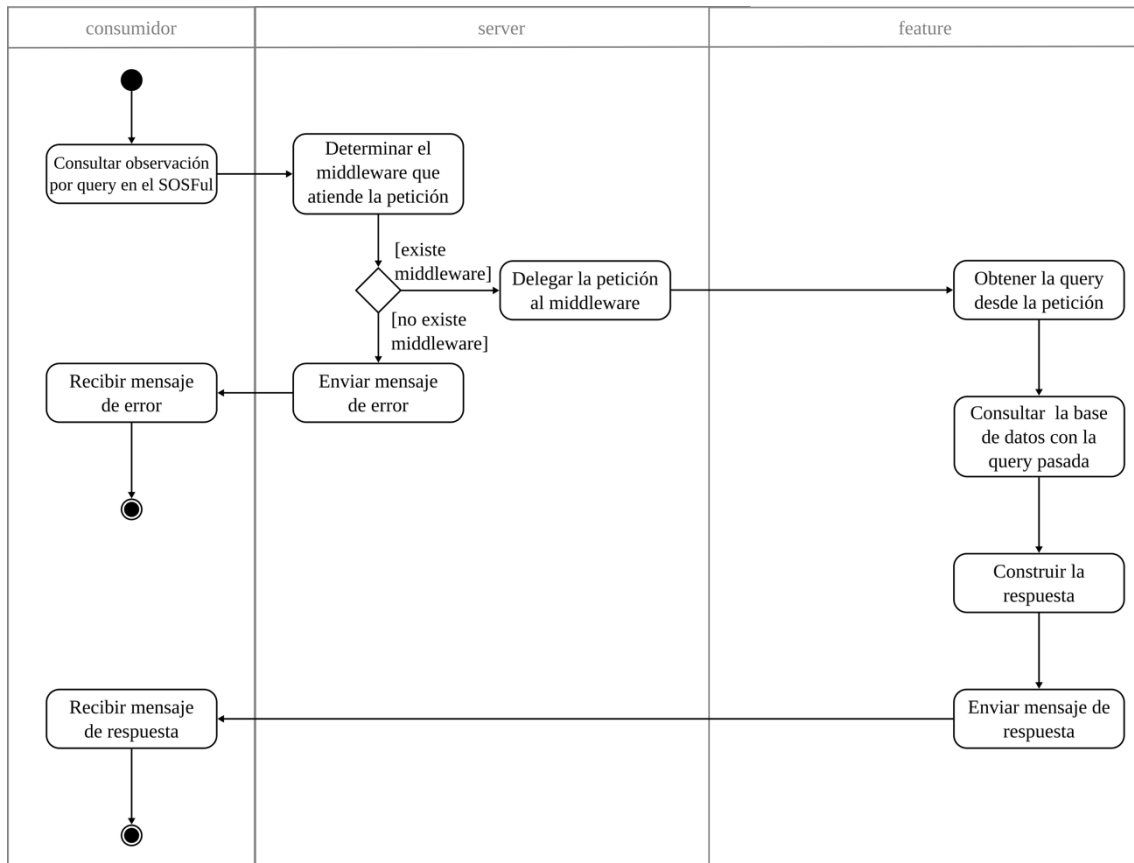 consumidor
server
feature
Consultar observación
por query en el SOSFul
Determinar el
middleware que
atiende la petición
[existe
middleware]
Delegar la petición
al middleware
Obtener la query
desde la petición
[no existe
middleware]
Recibir mensaje
de error
Enviar mensaje
de error
Consultar la base
de datos con la
query pasada
Construir la
respuesta
Recibir mensaje
de respuesta
Enviar mensaje de
respuesta